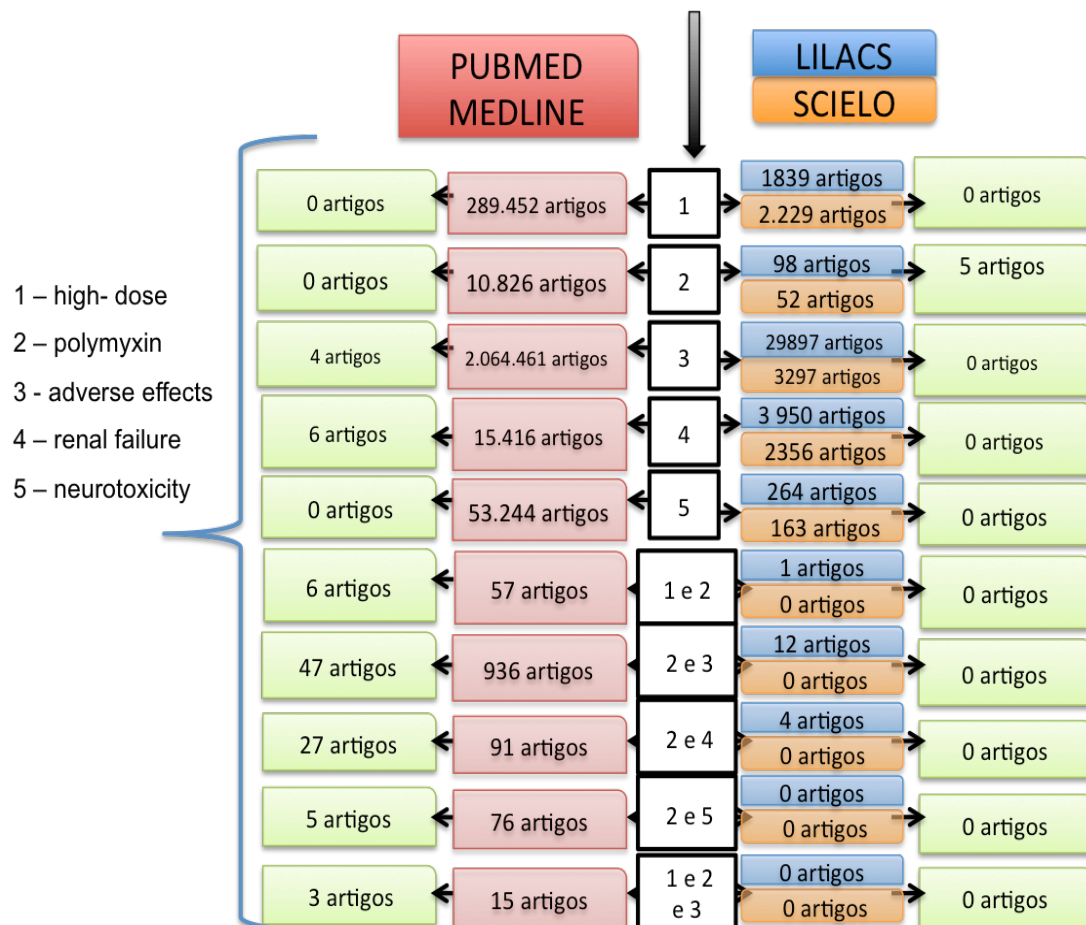 PUBMED
MEDLINE
LILACS
SCIELO
1 – high- dose
2 – polymyxin
3 - adverse effects
4 – renal failure
5 – neurotoxicity
0 artigos
289.452 artigos
1
1839 artigos
2.229 artigos
0 artigos
0 artigos
10.826 artigos
2
98 artigos
52 artigos
5 artigos
4 artigos
2.064.461 artigos
3
29897 artigos
3297 artigos
0 artigos
6 artigos
15.416 artigos
4
3 950 artigos
2356 artigos
0 artigos
0 artigos
53.244 artigos
5
264 artigos
163 artigos
0 artigos
6 artigos
57 artigos
1 e 2
1 artigos
0 artigos
0 artigos
47 artigos
936 artigos
2 e 3
12 artigos
0 artigos
0 artigos
27 artigos
91 artigos
2 e 4
4 artigos
0 artigos
0 artigos
5 artigos
76 artigos
2 e 5
0 artigos
0 artigos
0 artigos
3 artigos
15 artigos
1 e 2
e 3
0 artigos
0 artigos
0 artigos